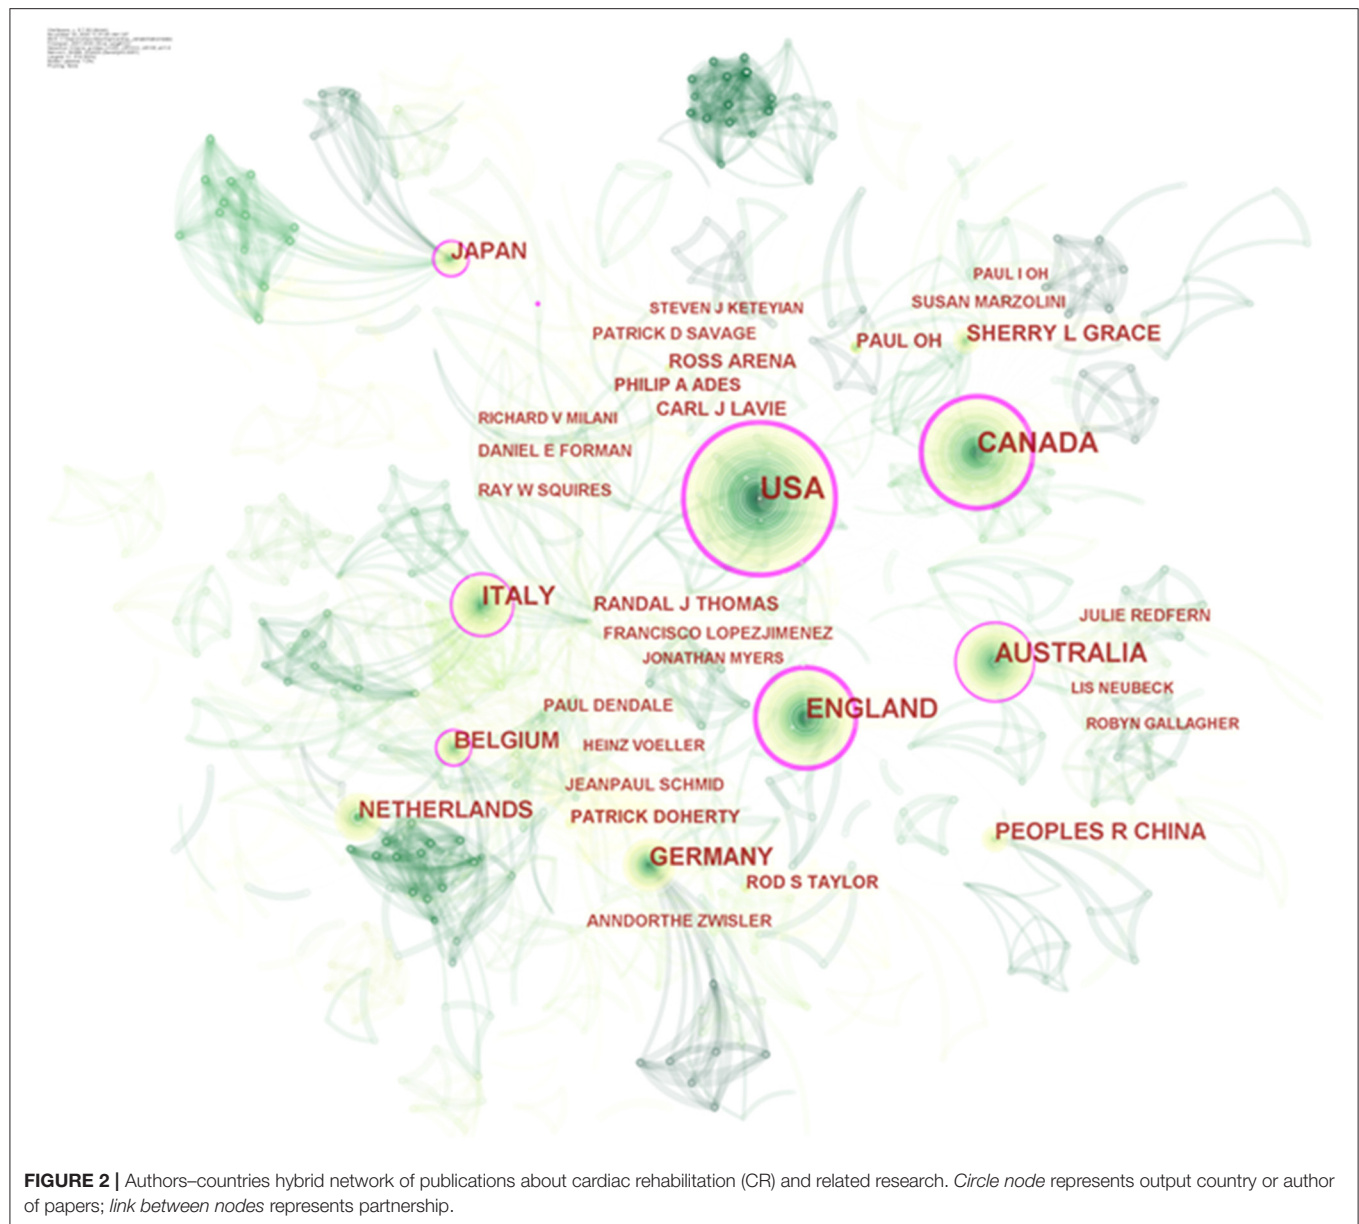 JAPAN
PAUL I OH
SUSAN MARZOLINI
STEVEN J KETEYIAN
PATRICK D SAVAGE
PAUL OH
SHERRY L GRACE
ROSS ARENA
PHILIP A ADES
CARL J LAVIE
RICHARD V MILANI
CANADA
DANIEL E FORMAN
RAY W SQUIRES
USA
ITALY
RANDAL J THOMAS
JULIE REDFERN
FRANCISCO LOPEZJIMENEZ
JONATHAN MYERS
AUSTRALIA
LIS NEUBECK
PAUL DENDALE
ENGLAND
ROBYN GALLAGHER
BELGIUM
HEINZ VOELLER
JEANPAUL SCHMID
NETHERLANDS
PATRICK DOHERTY
PEOPLES R CHINA
GERMANY
ROD S TAYLOR
ANNDORTHE ZWISLER
FIGURE 2 | Authors–countries hybrid network of publications about cardiac rehabilitation (CR) and related research. Circle node represents output country or author
of papers; link between nodes represents partnership.